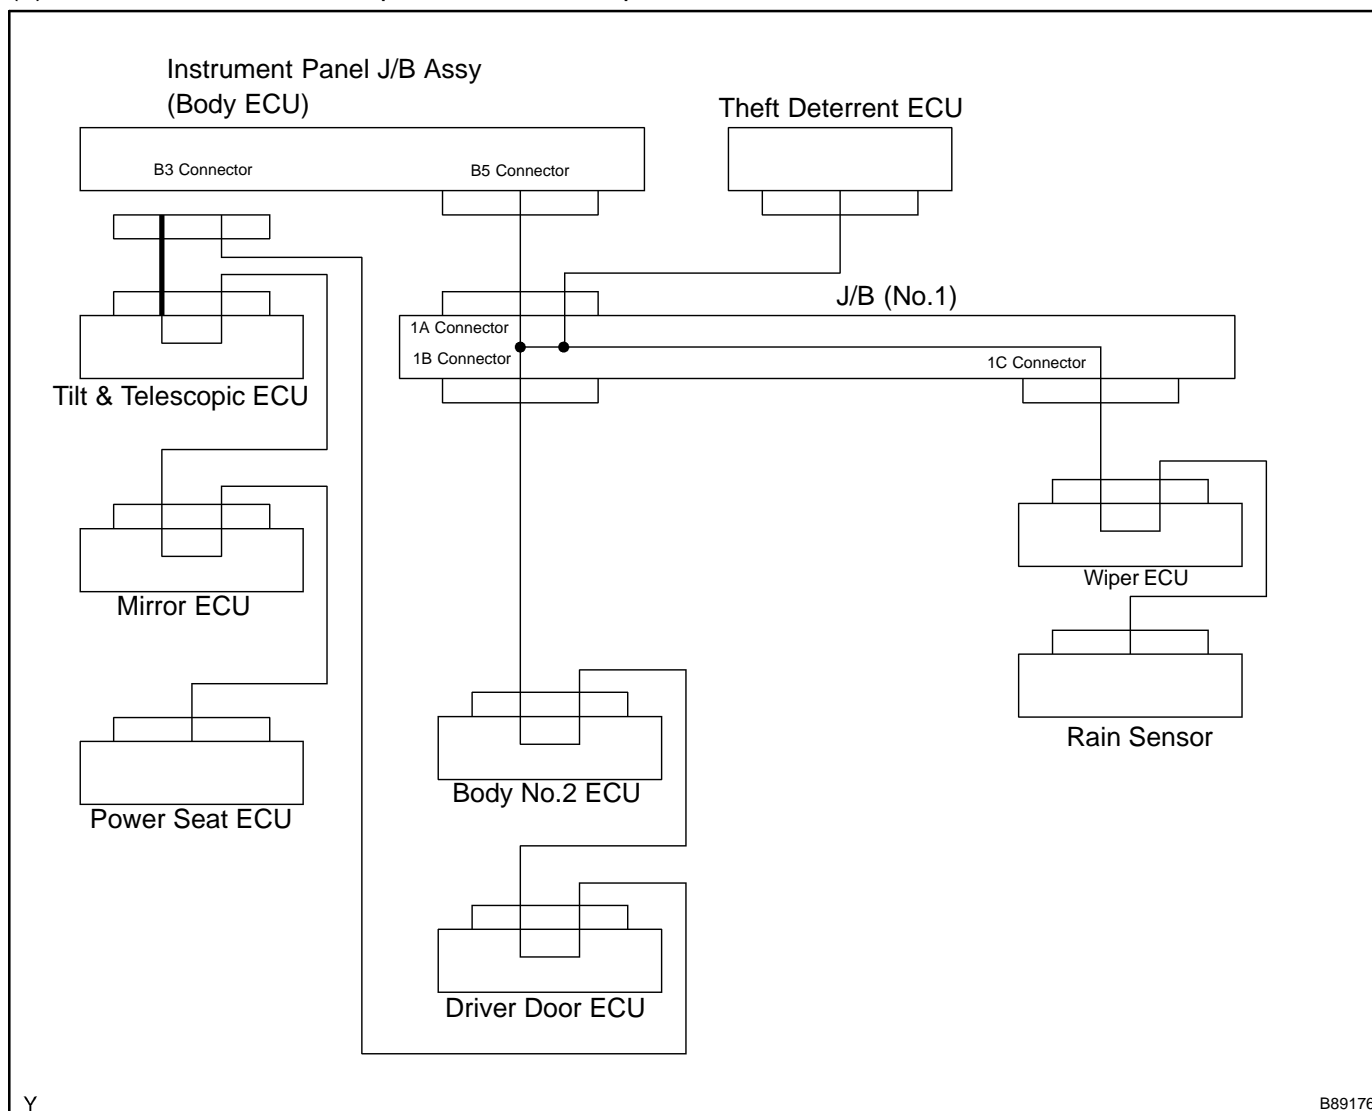 Instrument Panel J/B Assy
(Body ECU)
Theft Deterrent ECU
B3 Connector
B5 Connector
J/B (No.1)
1A Connector
1B Connector
1C Connector
Tilt & Telescopic ECU
Wiper ECU
Mirror ECU
Rain Sensor
Body No.2 ECU
Power Seat ECU
Driver Door ECU
Y
B89176